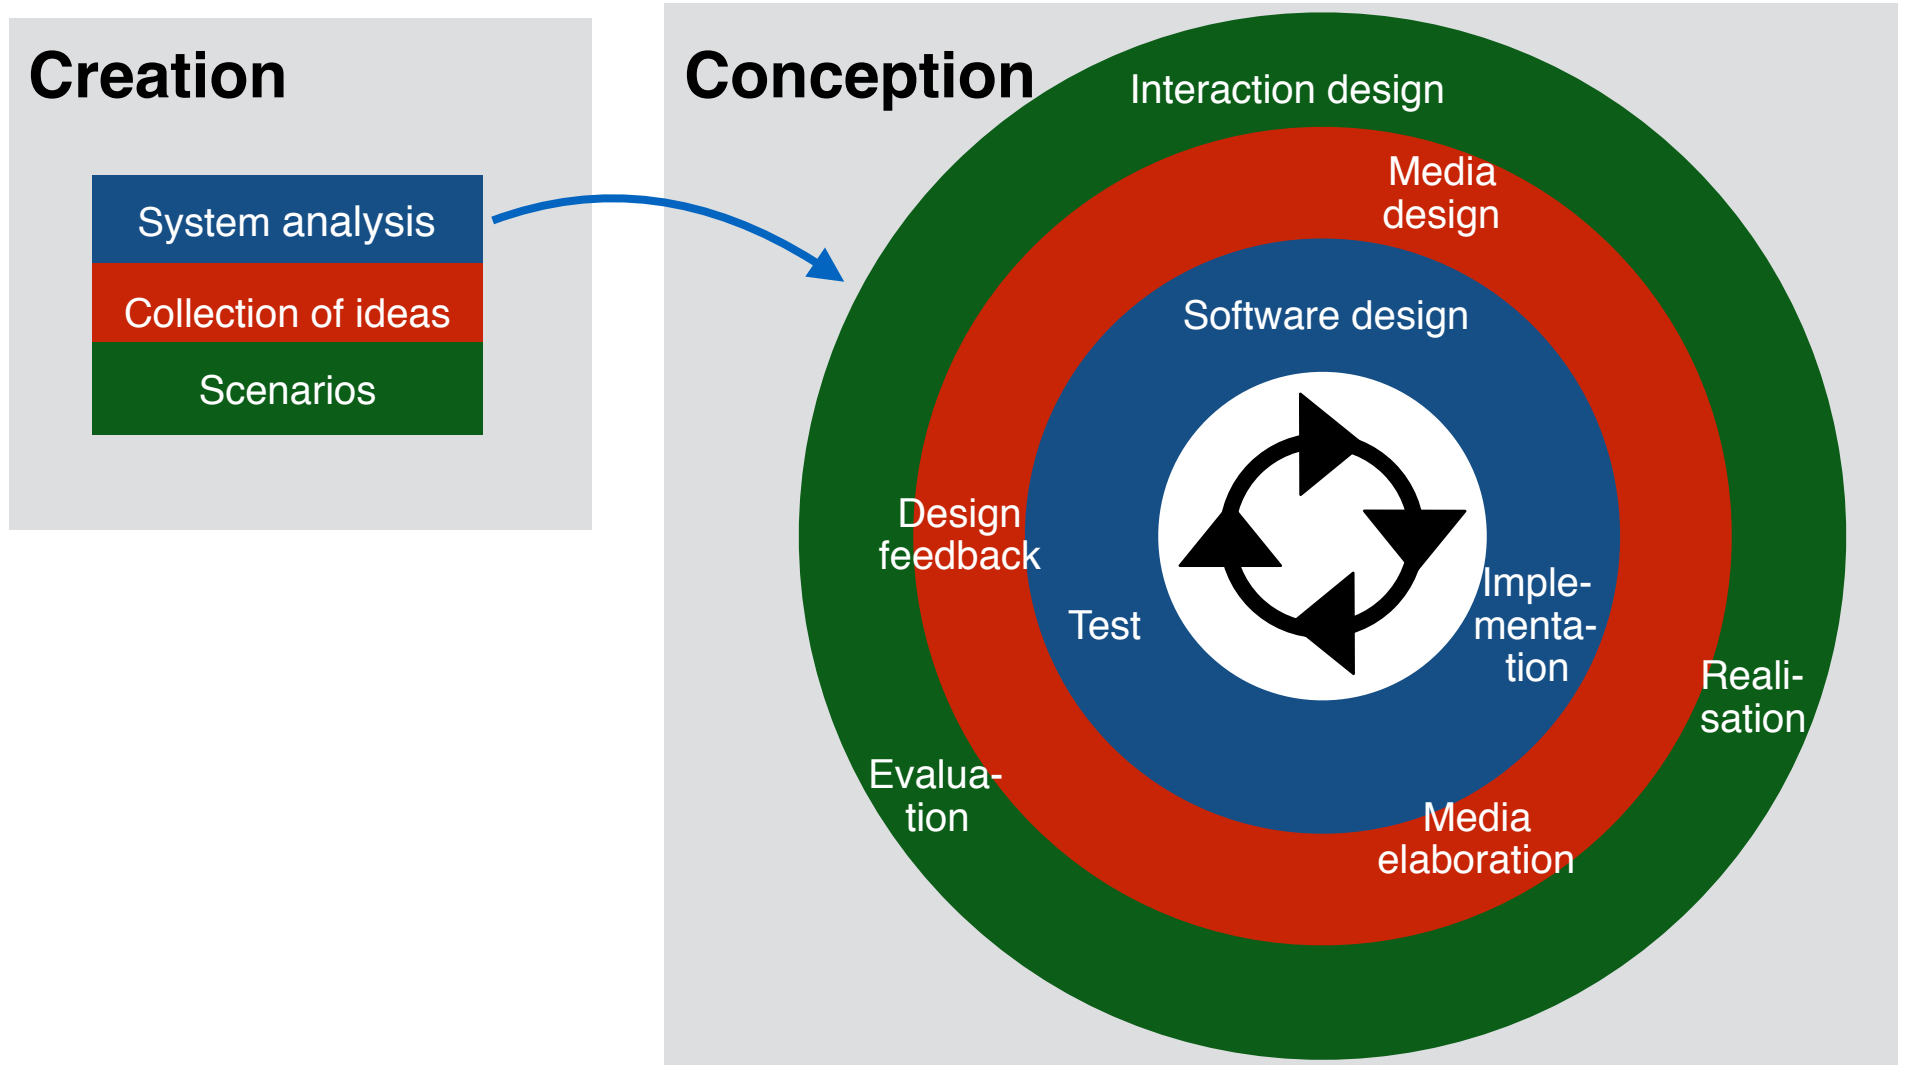 Creation
System analysis
Collection of ideas
Scenarios
Conception
Interaction design
Media
design
Software design
Design
feedback
Test
Imple-
menta-
tion
Reali-
sation
Evalua-
tion
Media
elaboration